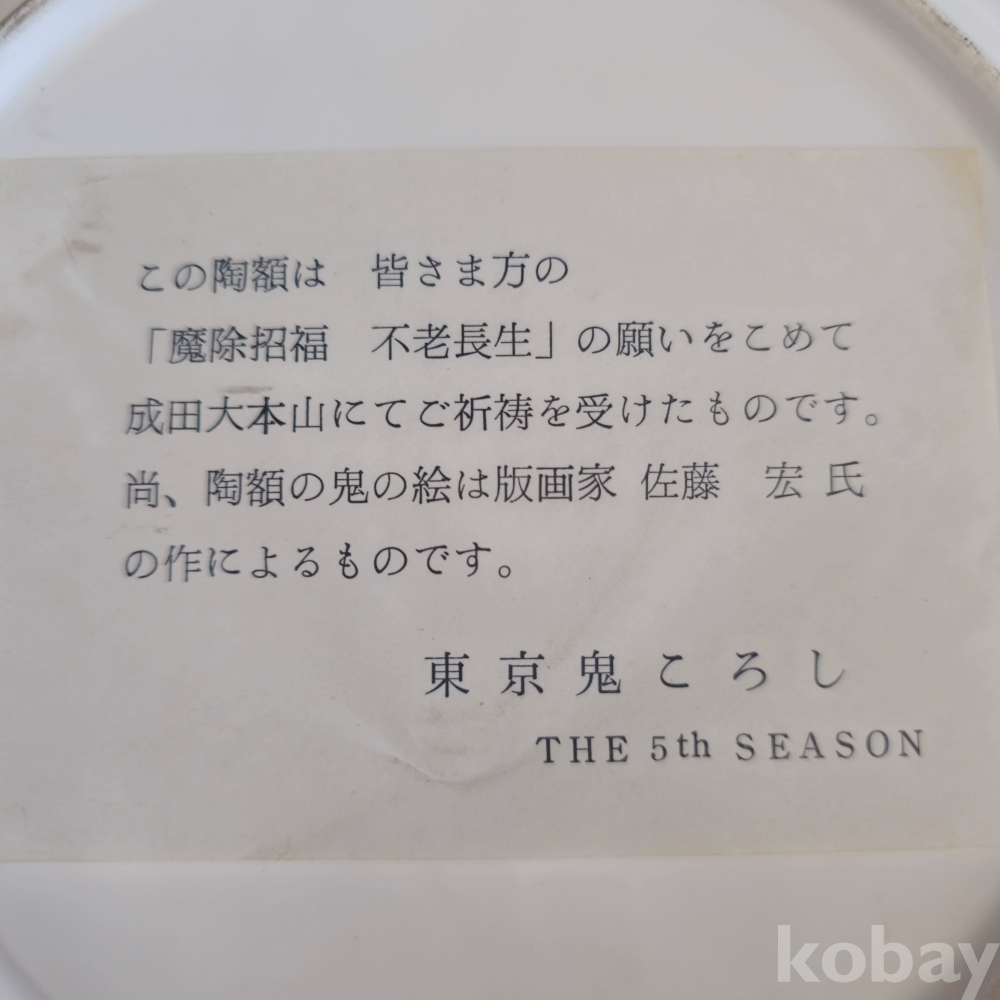 この陶額は　皆さま方の
「魔除招福　不老長生」の願いをこめて
成田大本山にてご祈祷を受けたものです。
尚、陶額の鬼の絵は版画家 佐藤　宏 氏
の作によるものです。
東京鬼ころし
THE 5th SEASON
kobay